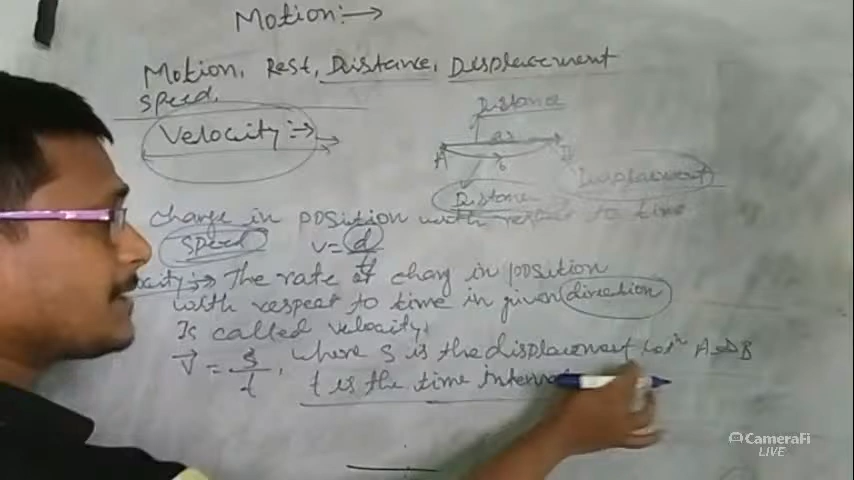 Motion:→
Motion, Rest, Distance, Displacement
Speed,
Velocity:→
Distance
A
B
Distance
Displacement
change in position with respect to time
Speed v=d/t
ocity:→ The rate of chang in position
with respect to time in given direction
Is called velocity,
V = s/t, where s is the displacement A→B
t is the time
CameraFi
LIVE